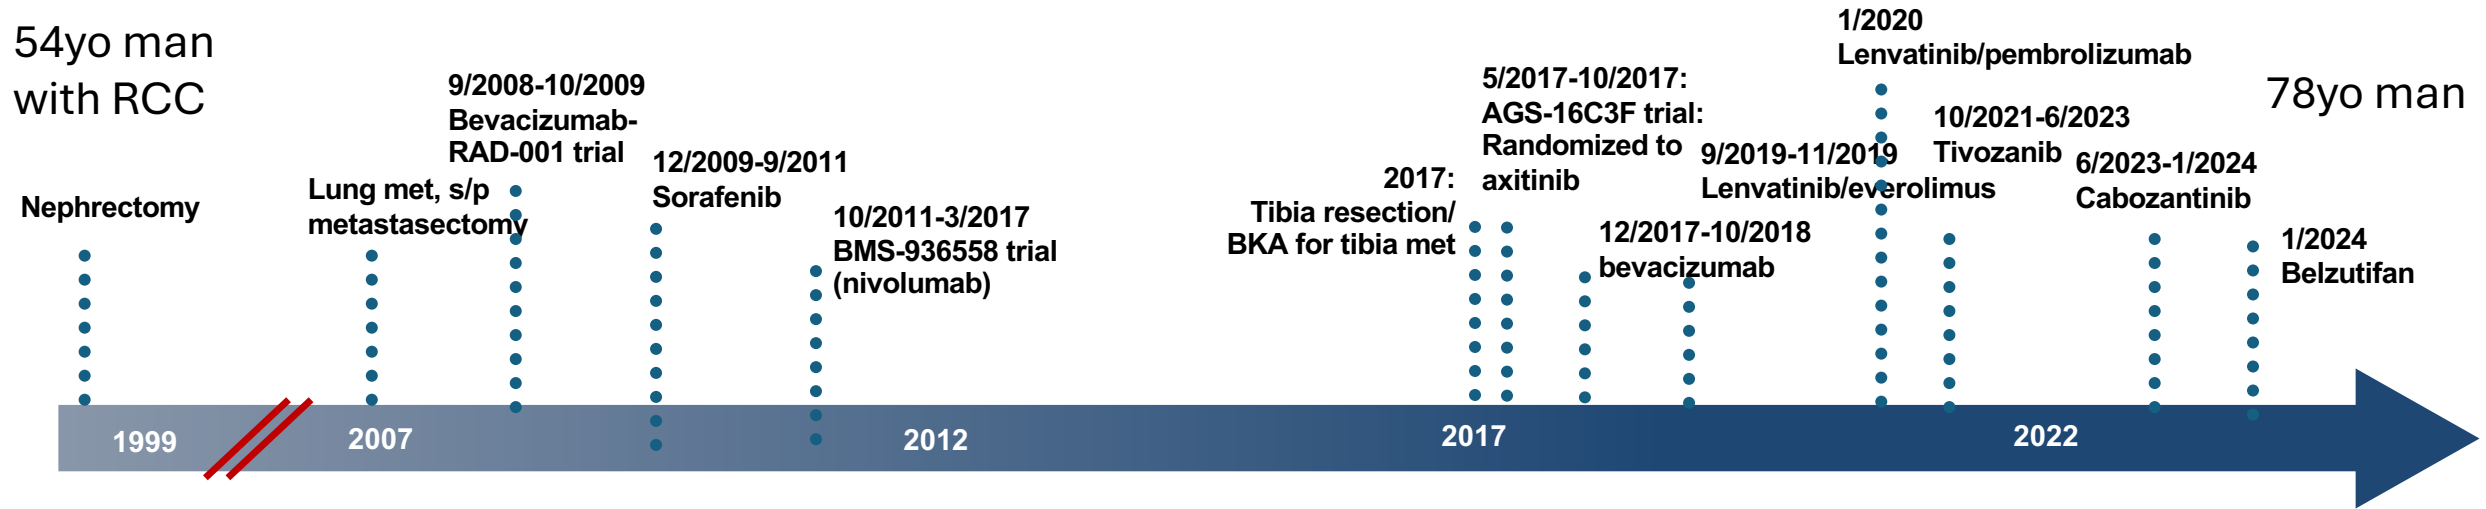 54yo man
with RCC
Nephrectomy
Lung met, s/p
metastasectomy
9/2008-10/2009
Bevacizumab-
RAD-001 trial
12/2009-9/2011
Sorafenib
10/2011-3/2017
BMS-936558 trial
(nivolumab)
2017:
Tibia resection/
BKA for tibia met
5/2017-10/2017:
AGS-16C3F trial:
Randomized to
axitinib
12/2017-10/2018
bevacizumab
9/2019-11/2019
Lenvatinib/everolimus
1/2020
Lenvatinib/pembrolizumab
10/2021-6/2023
Tivozanib
6/2023-1/2024
Cabozantinib
1/2024
Belzutifan
78yo man
1999
2007
2012
2017
2022